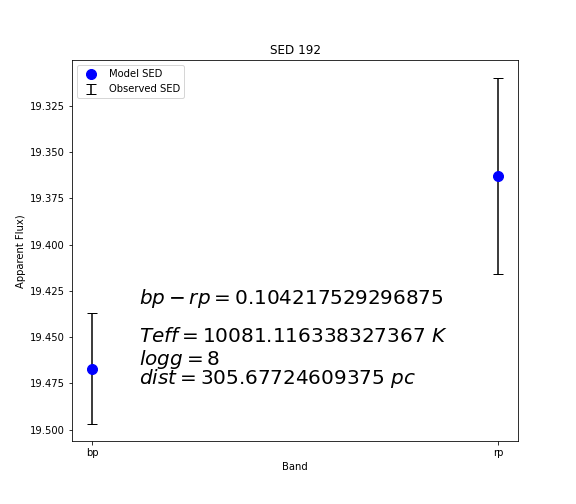 SED 192
Model SED
Observed SED
19.325
19.350
19.375
19.400
19.425
19.450
19.475
19.500
Apparent Flux)
bp − rp = 0.104217529296875
Teff = 10081.116338327367 K
logg = 8
dist = 305.67724609375 pc
bp
rp
Band